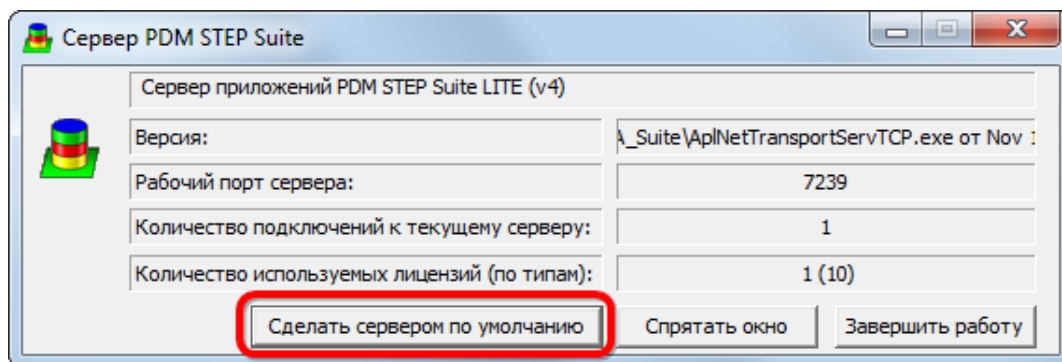 Сервер PDM STEP Suite
Сервер приложений PDM STEP Suite LITE (v4)
Версия: A_Suite\AplNetTransportServTCP.exe от Nov 1
Рабочий порт сервера: 7239
Количество подключений к текущему серверу: 1
Количество используемых лицензий (по типам): 1 (10)
Сделать сервером по умолчанию Спрятать окно Завершить работу